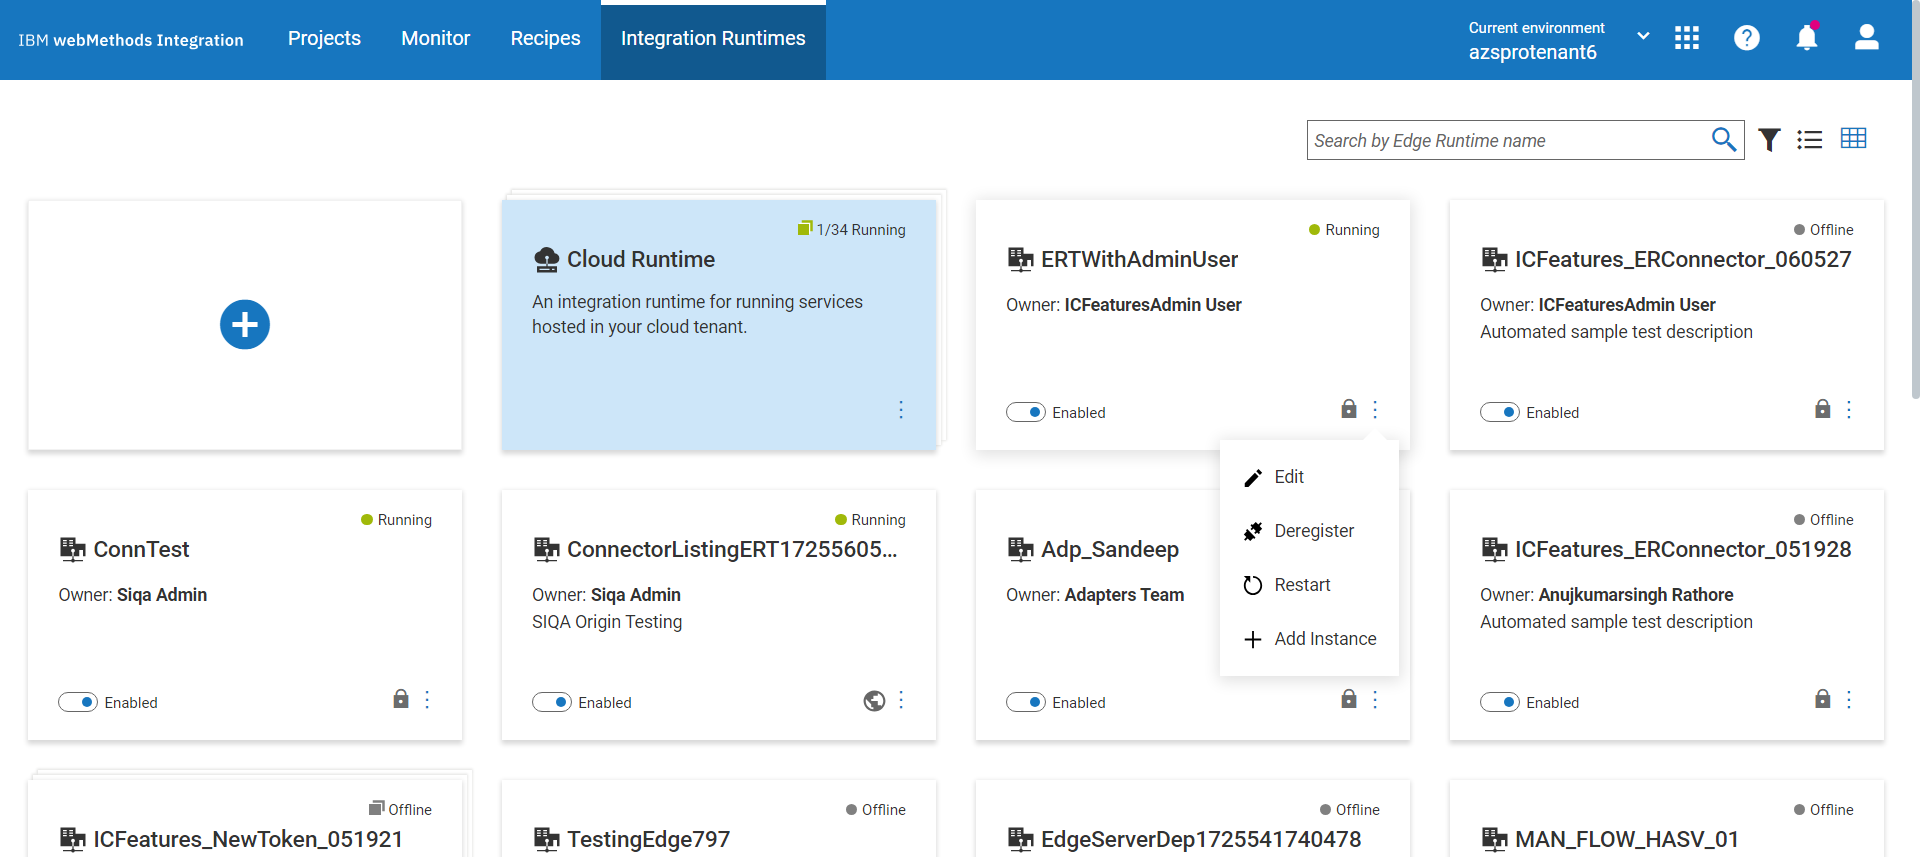 IBM webMethods Integration
Projects
Monitor
Recipes
Integration Runtimes
Current environment
azsprotenant6
Search by Edge Runtime name
1/34 Running
Cloud Runtime
An integration runtime for running services
hosted in your cloud tenant.
Running
ERTWithAdminUser
Owner: ICFeaturesAdmin User
Enabled
Offline
ICFeatures_ERConnector_060527
Owner: ICFeaturesAdmin User
Automated sample test description
Enabled
Edit
Deregister
Restart
Add Instance
Running
ConnTest
Owner: Siqa Admin
Enabled
Running
ConnectorListingERT17255605...
Owner: Siqa Admin
SIQA Origin Testing
Enabled
Adp_Sandeep
Owner: Adapters Team
Enabled
Offline
ICFeatures_ERConnector_051928
Owner: Anujkumarsingh Rathore
Automated sample test description
Enabled
Offline
ICFeatures_NewToken_051921
Offline
TestingEdge797
Offline
EdgeServerDep1725541740478
Offline
MAN_FLOW_HASV_01